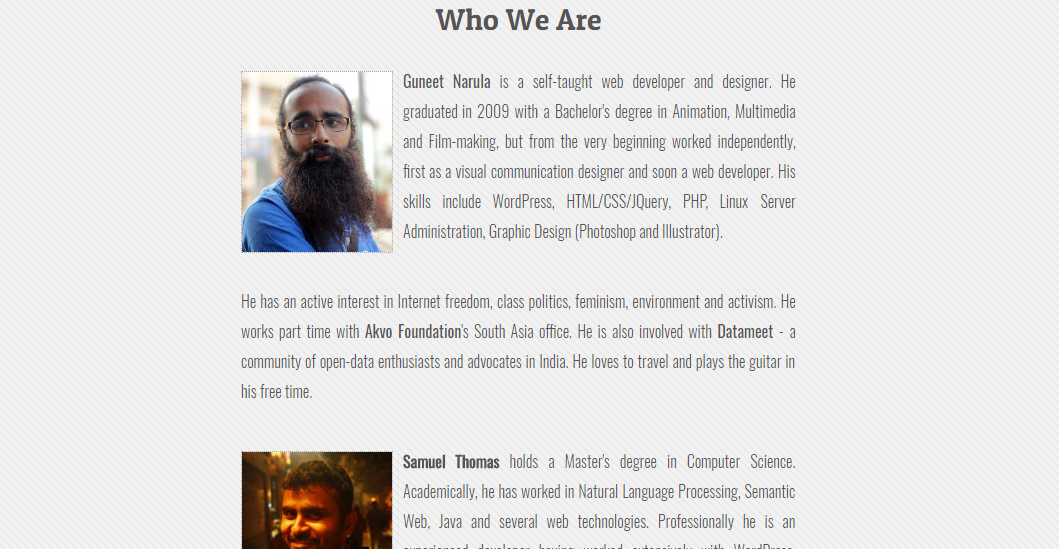 Who We Are
Guneet Narula is a self-taught web developer and designer. He
graduated in 2009 with a Bachelor's degree in Animation, Multimedia
and Film-making, but from the very beginning worked independently,
first as a visual communication designer and soon a web developer. His
skills include WordPress, HTML/CSS/JQuery, PHP, Linux Server
Administration, Graphic Design (Photoshop and Illustrator).
He has an active interest in Internet freedom, class politics, feminism, environment and activism. He
works part time with Akvo Foundation's South Asia office. He is also involved with Datameet - a
community of open-data enthusiasts and advocates in India. He loves to travel and plays the guitar in
his free time.
Samuel Thomas holds a Master's degree in Computer Science.
Academically, he has worked in Natural Language Processing, Semantic
Web, Java and several web technologies. Professionally he is an
experienced developer having worked extensively with WordPress,